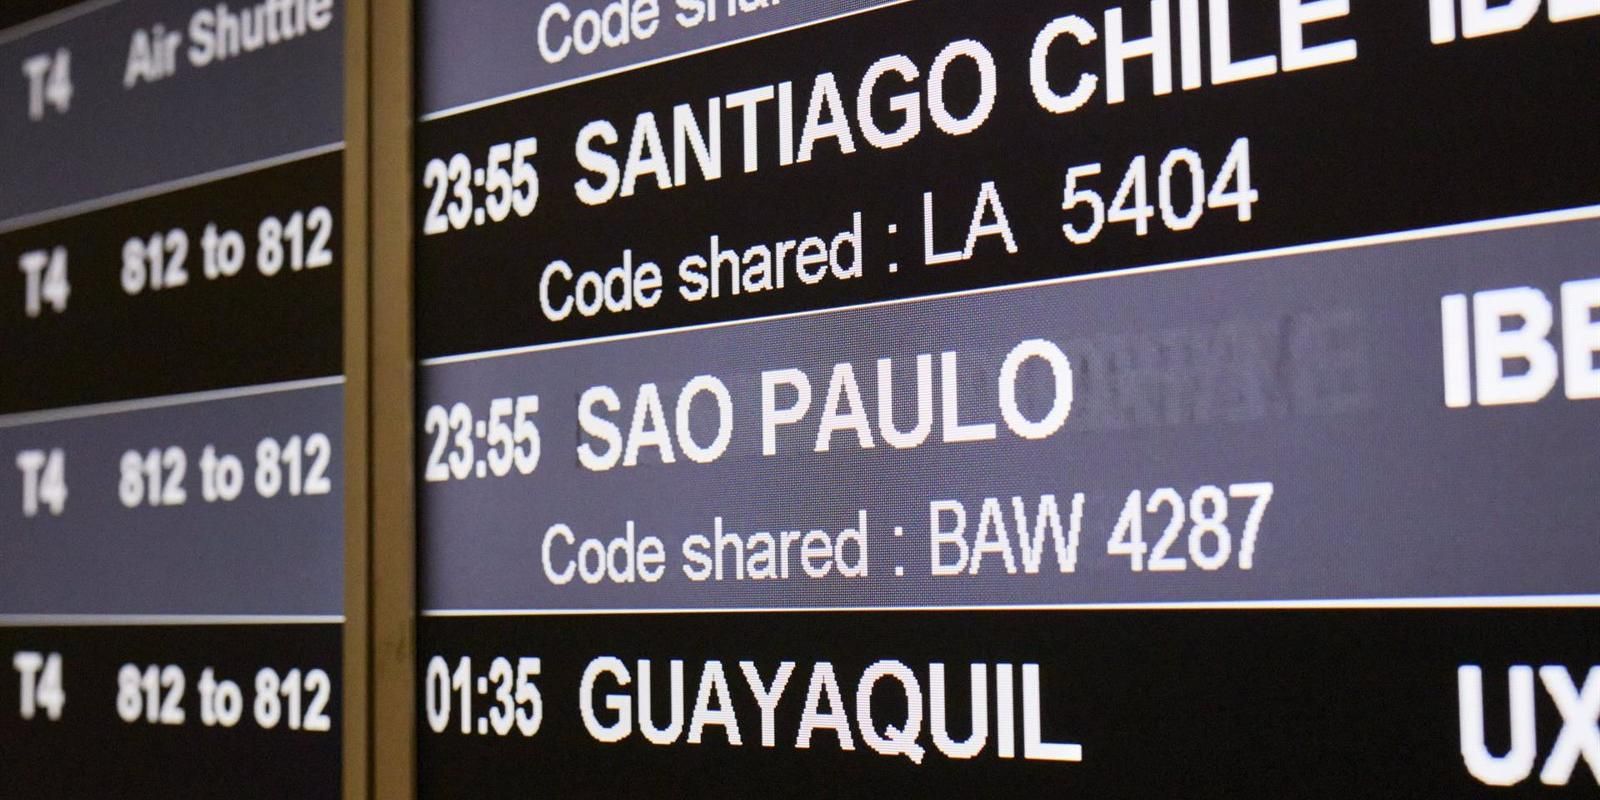 T4 Air Shuttle
T4 812 to 812
T4 812 to 812
T4 812 to 812
Code
23:55 SANTIAGO CHILE
Code shared : LA 5404
23:55 SAO PAULO IBE
Code shared : BAW 4287
01:35 GUAYAQUIL UX